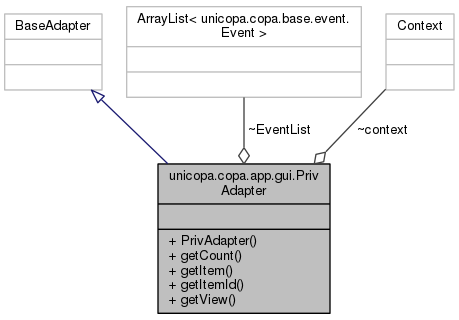 BaseAdapter
ArrayList< unicopa.copa.base.event.
Event >
Context
~EventList
~context
unicopa.copa.app.gui.Priv
Adapter
+ PrivAdapter()
+ getCount()
+ getItem()
+ getItemId()
+ getView()